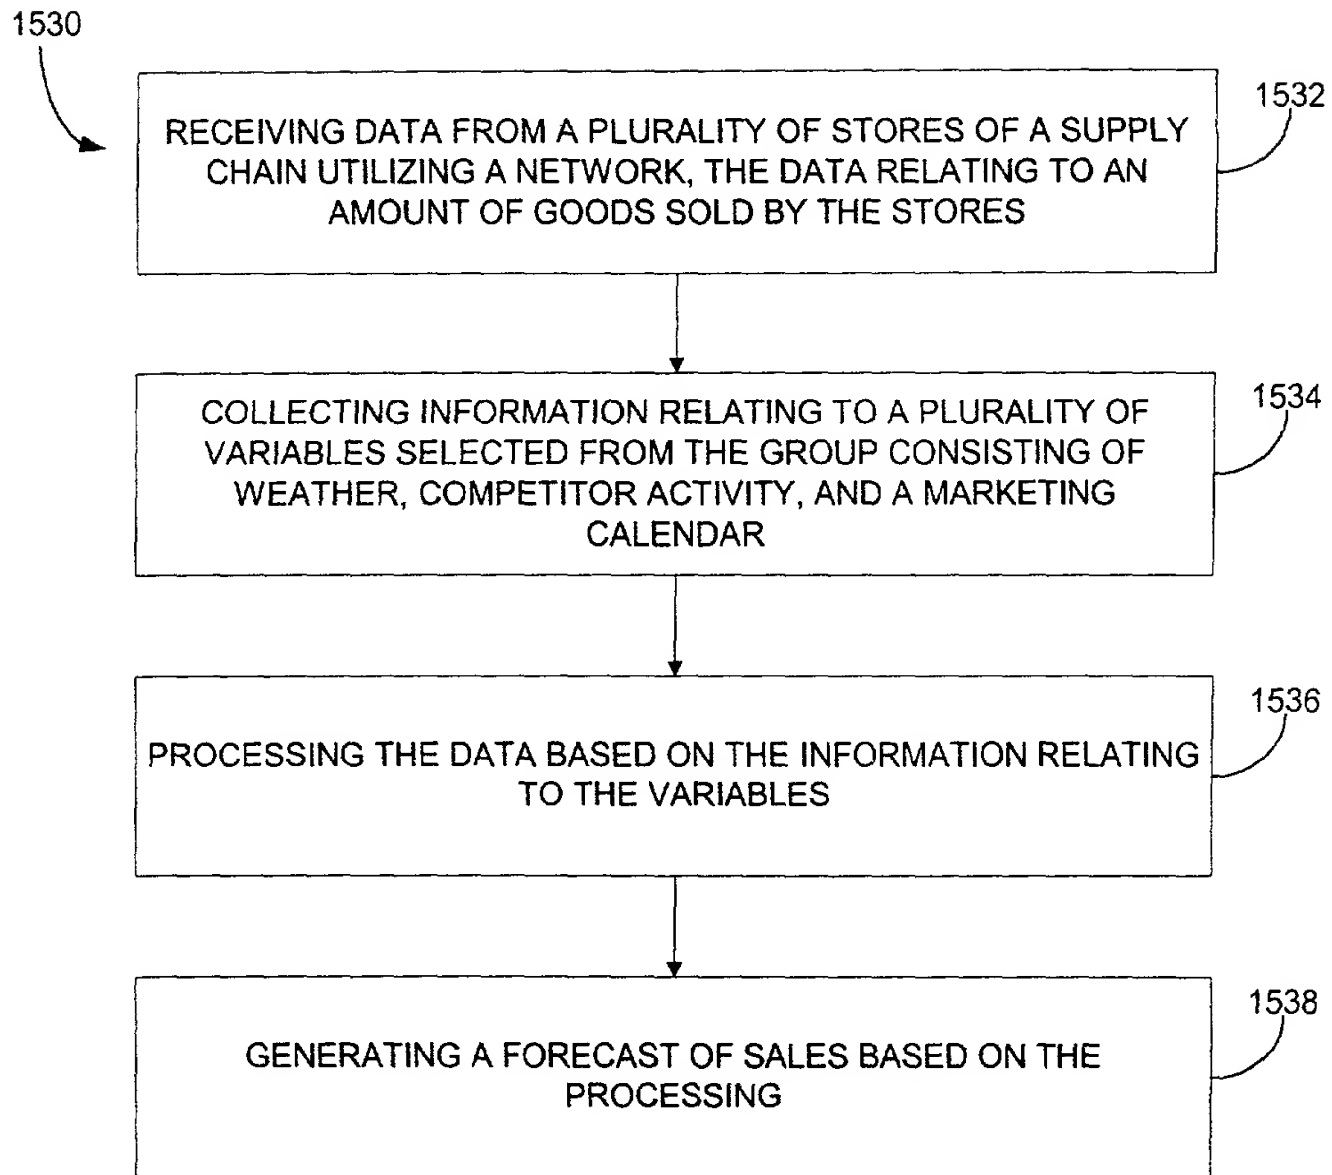 1530
1532
RECEIVING DATA FROM A PLURALITY OF STORES OF A SUPPLY
CHAIN UTILIZING A NETWORK, THE DATA RELATING TO AN
AMOUNT OF GOODS SOLD BY THE STORES
1534
COLLECTING INFORMATION RELATING TO A PLURALITY OF
VARIABLES SELECTED FROM THE GROUP CONSISTING OF
WEATHER, COMPETITOR ACTIVITY, AND A MARKETING
CALENDAR
1536
PROCESSING THE DATA BASED ON THE INFORMATION RELATING
TO THE VARIABLES
1538
GENERATING A FORECAST OF SALES BASED ON THE
PROCESSING